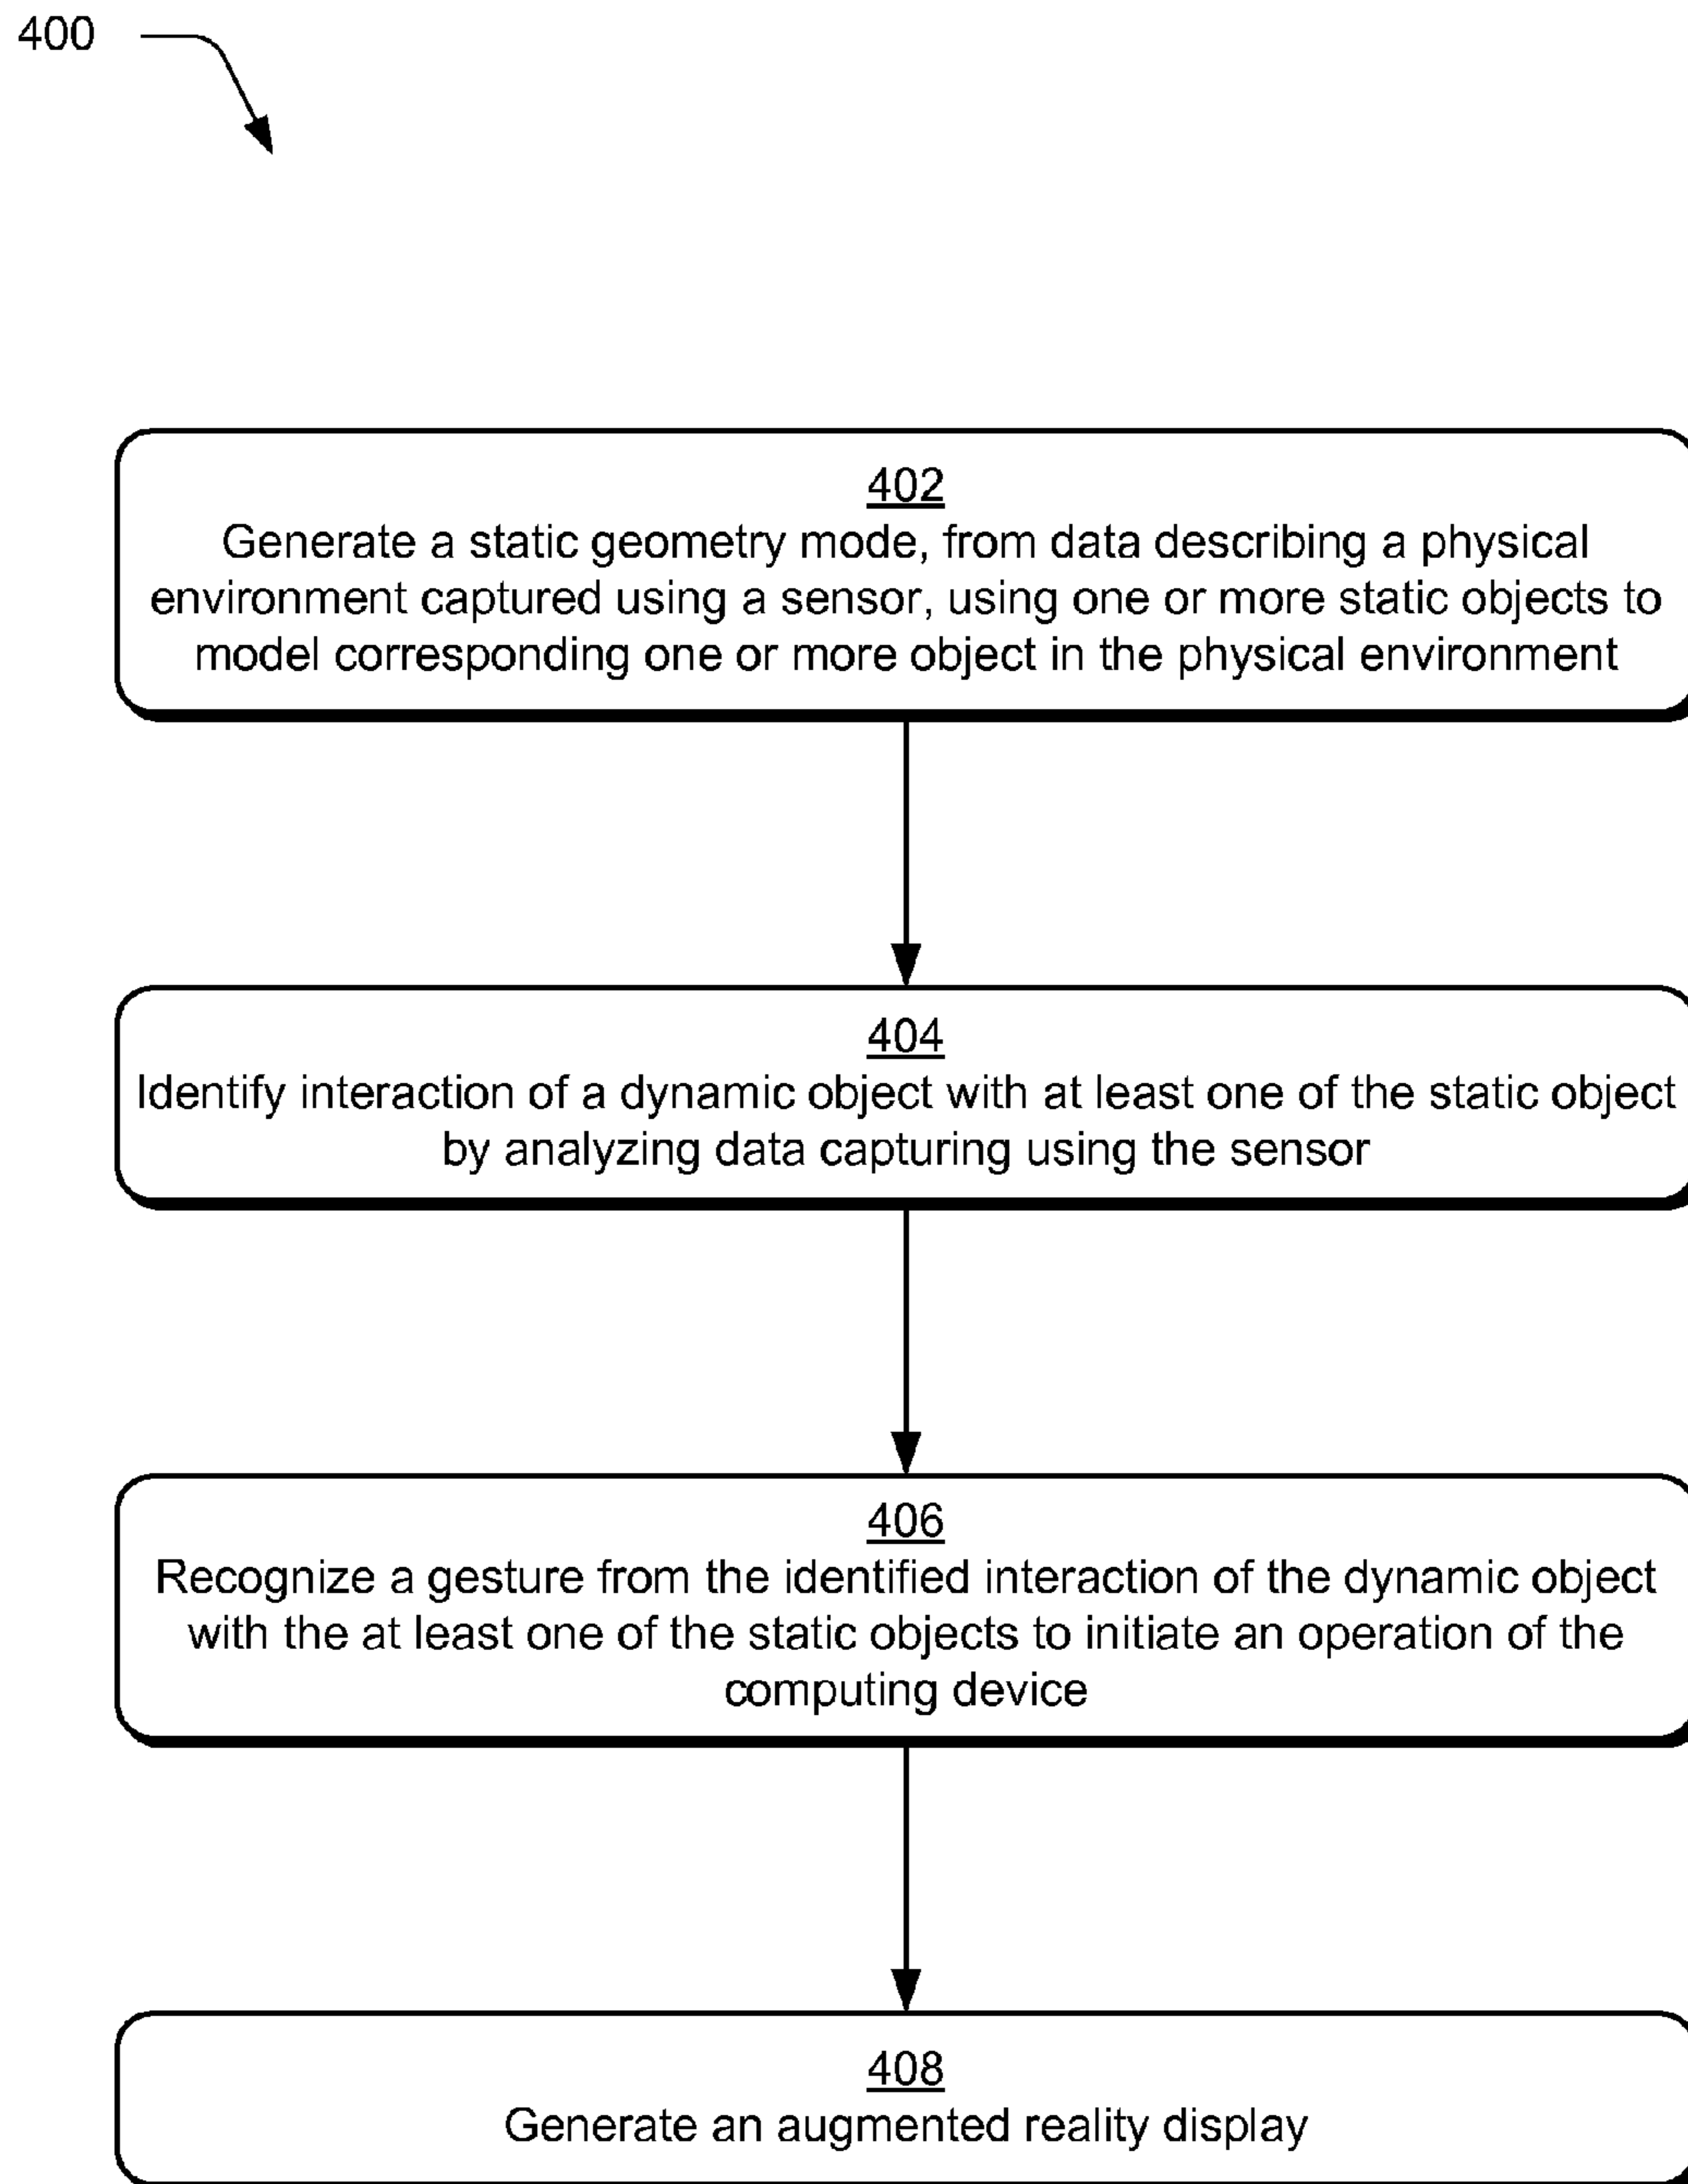 400
402
Generate a static geometry mode, from data describing a physical
environment captured using a sensor, using one or more static objects to
model corresponding one or more object in the physical environment
404
Identify interaction of a dynamic object with at least one of the static object
by analyzing data capturing using the sensor
406
Recognize a gesture from the identified interaction of the dynamic object
with the at least one of the static objects to initiate an operation of the
computing device
408
Generate an augmented reality display